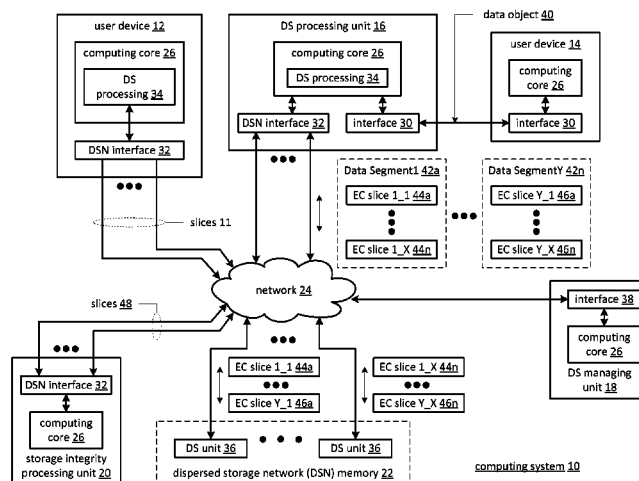 user device 12
computing core 26
DS processing 34
DSN interface 32
slices 11
DS processing unit 16
computing core 26
DS processing 34
DSN interface 32
interface 30
data object 40
user device 14
computing core 26
interface 30
Data Segment1 42a
EC slice 1_1 44a
EC slice 1_X 44n
Data SegmentY 42n
EC slice Y_1 46a
EC slice Y_X 46n
network 24
slices 48
DSN interface 32
computing core 26
storage integrity
processing unit 20
interface 38
computing core 26
DS managing unit 18
EC slice 1_1 44a
EC slice Y_1 46a
EC slice 1_X 44n
EC slice Y_X 46n
DS unit 36
DS unit 36
dispersed storage network (DSN) memory 22
computing system 10